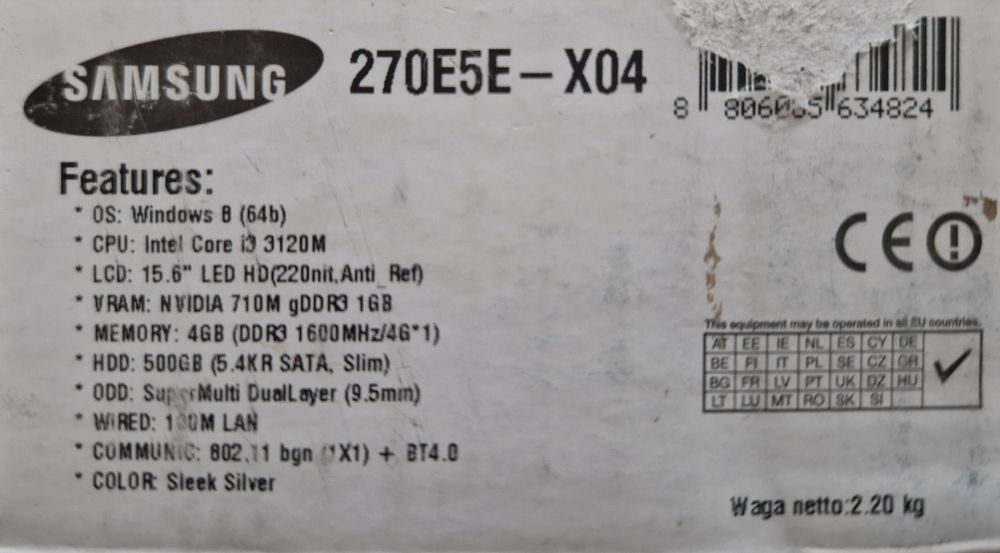 SAMSUNG
270E5E – X04
8 806085 634824
Features:
* OS: Windows 8 (64b)
* CPU: Intel Core i3 3120M
* LCD: 15.6" LED HD(220nit,Anti_Ref)
* VRAM: NVIDIA 710M gDDR3 1GB
* MEMORY: 4GB (DDR3 1600MHz/4G*1)
* HDD: 500GB (5.4KR SATA, Slim)
* ODD: SuperMulti DualLayer (9.5mm)
* WIRED: 100M LAN
* COMMUNIC: 802.11 bgn (1X1) + BT4.0
* COLOR: Sleek Silver
CE !
This equipment may be operated in all EU countries.
AT EE IE NL ES CY DE
BE FI IT PL SE CZ GR
BG FR LV PT UK DZ HU
LT LU MT RO SK SI
Waga netto:2.20 kg